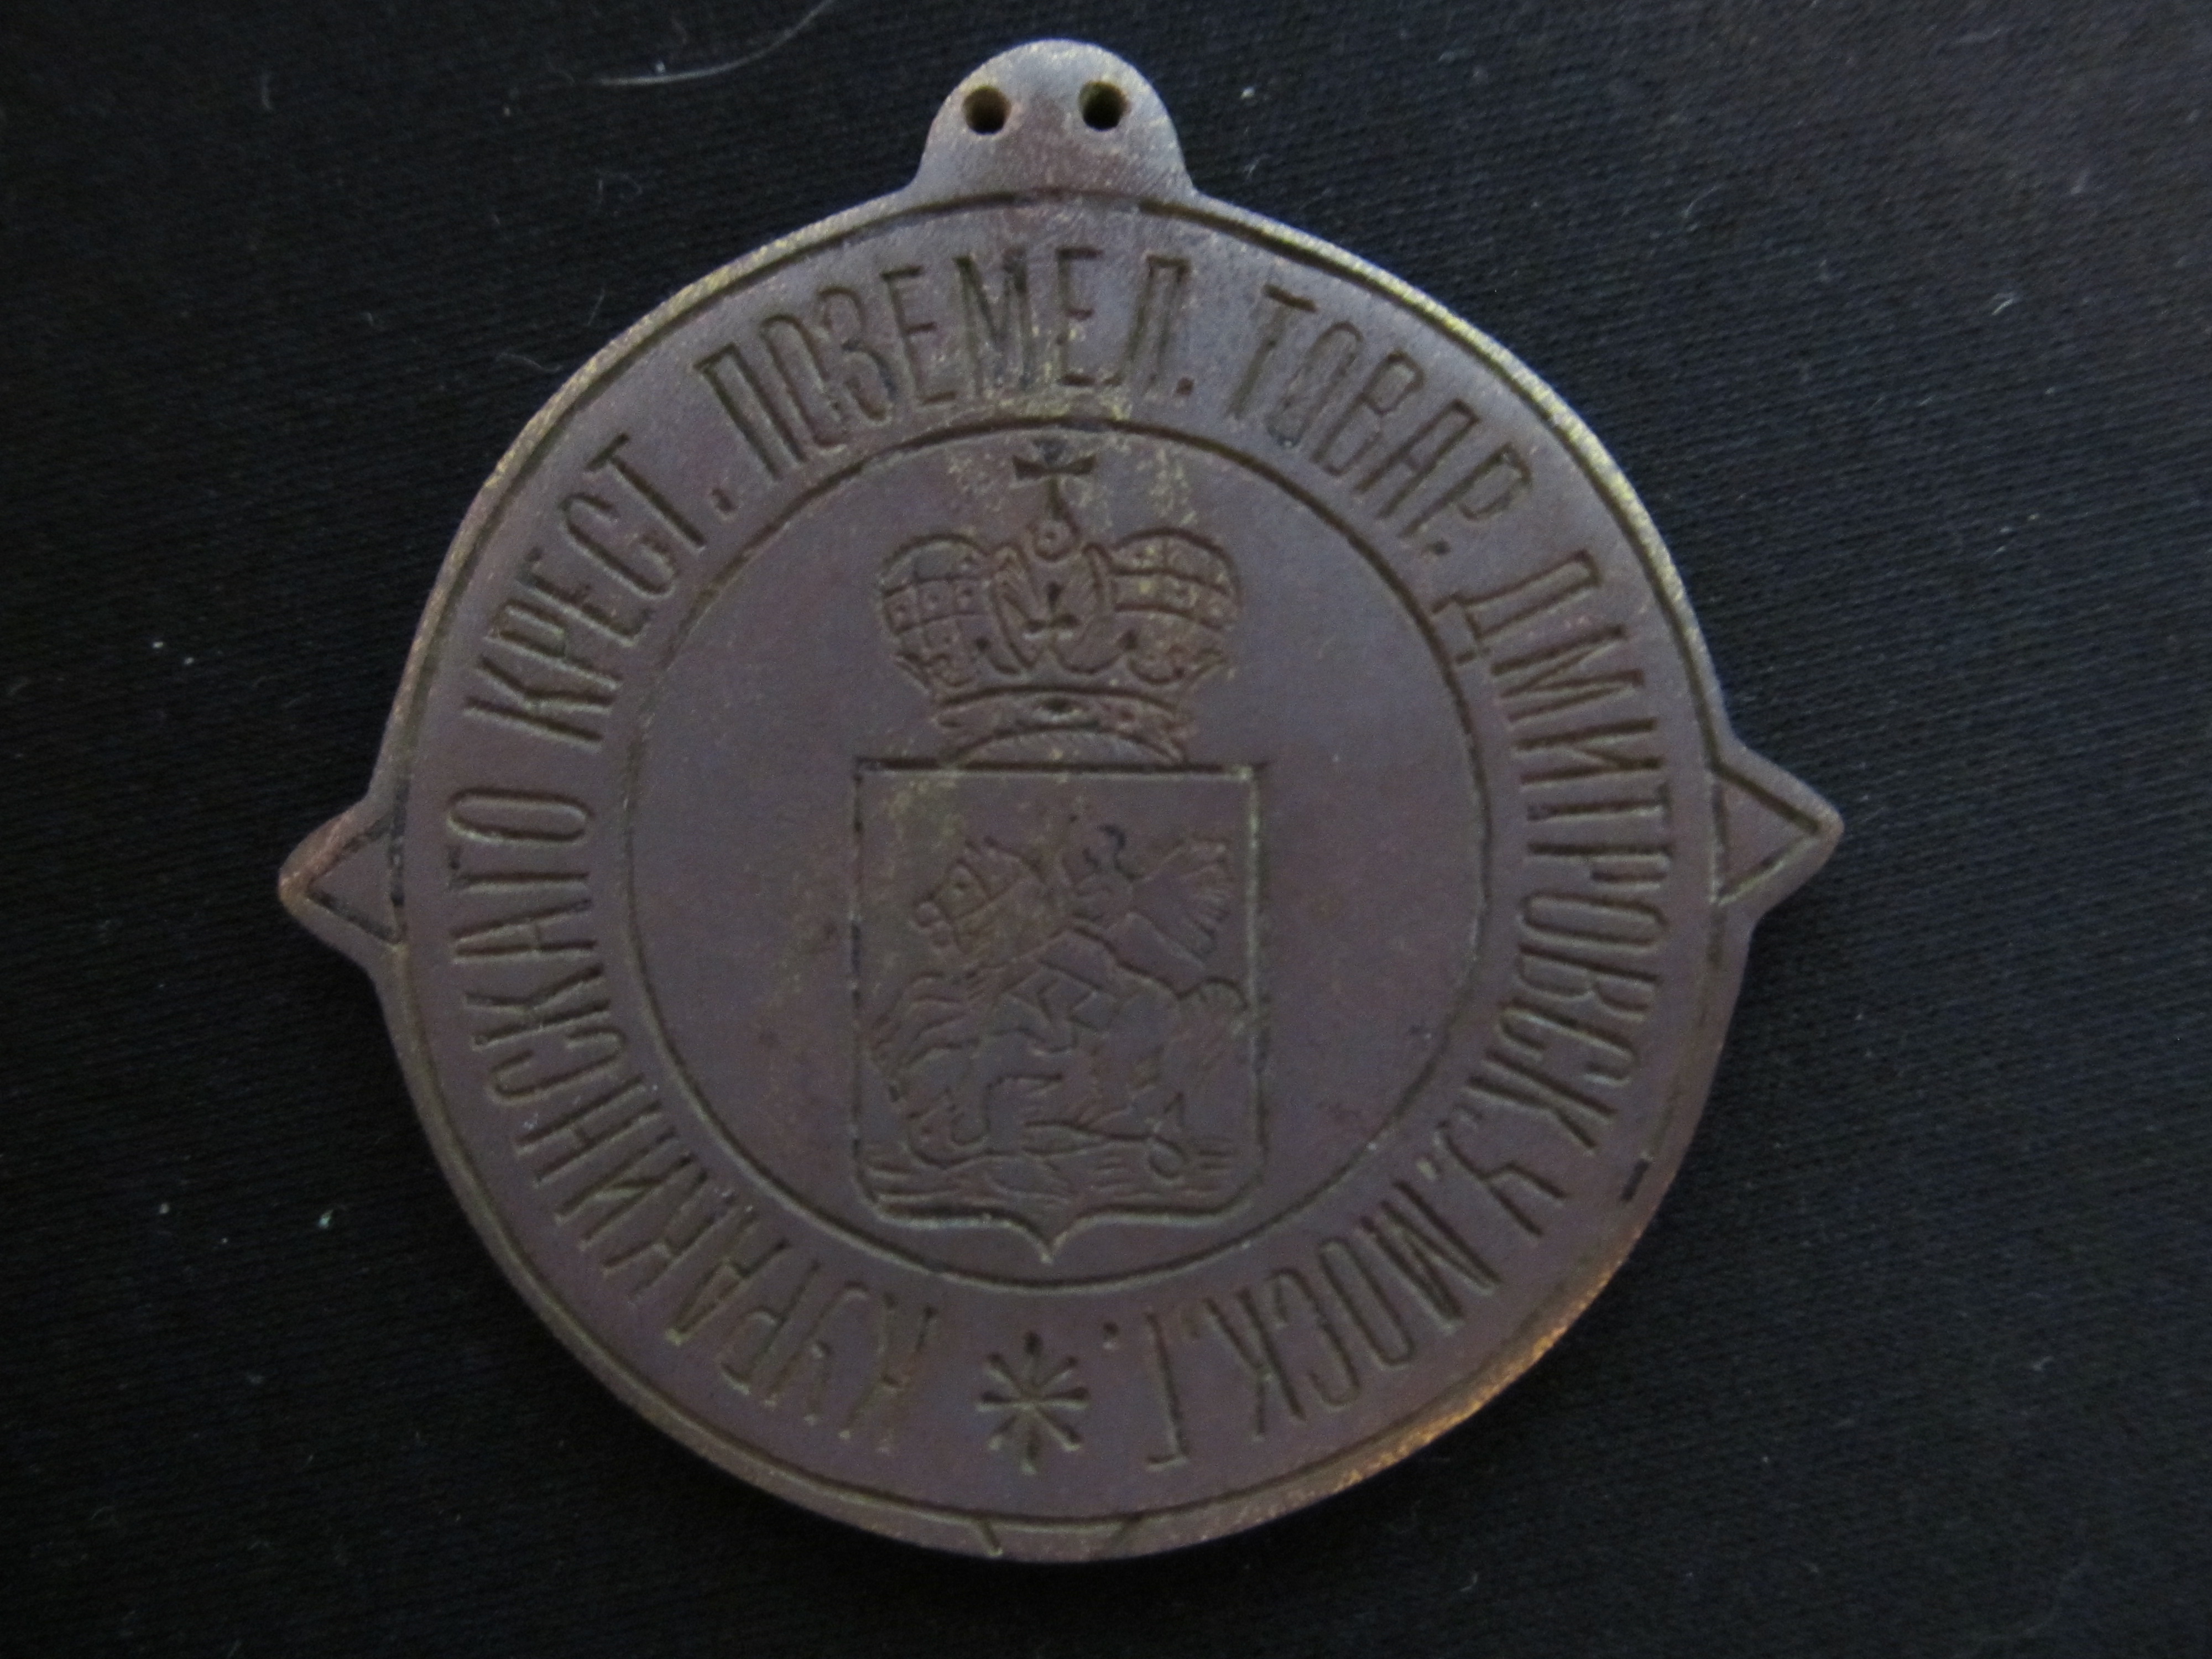 КУРАКИНСКАГО КРЕСТ. ПОЗЕМЕЛ. ТОВАР. ДМИТРОВСК. У. МОСК. Г.